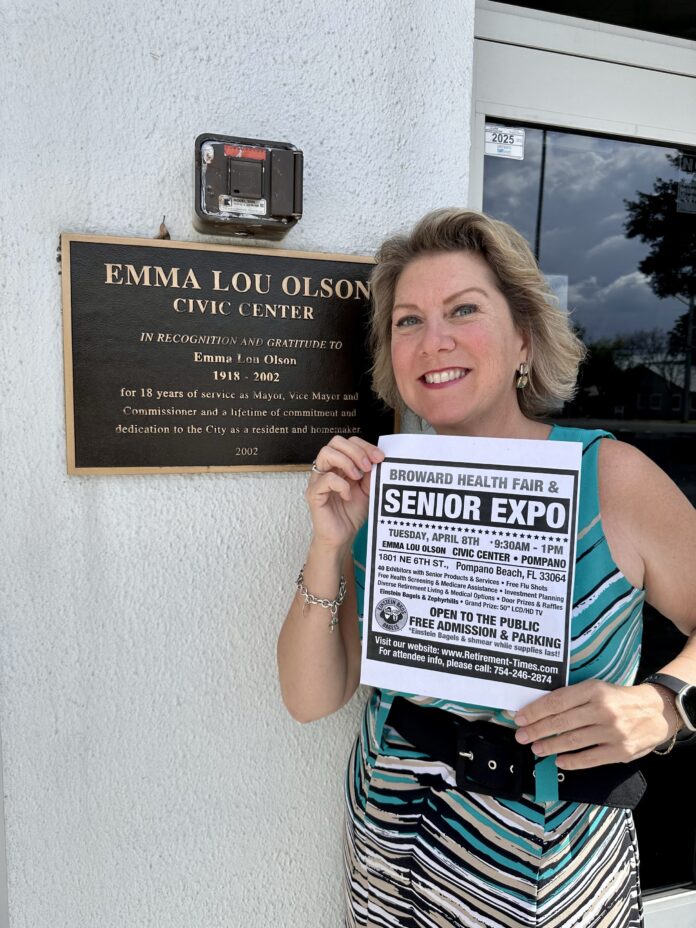 2025
EMMA LOU OLSON
CIVIC CENTER
IN RECOGNITION AND GRATITUDE TO
Emma Lou Olson
1918 - 2002
for 18 years of service as Mayor, Vice Mayor and
Commissioner and a lifetime of commitment and
dedication to the City as a resident and homemaker.
2002
BROWARD HEALTH FAIR &
SENIOR EXPO
TUESDAY, APRIL 8TH • 9:30AM - 1PM
EMMA LOU OLSON CIVIC CENTER • POMPANO
1801 NE 6TH ST., Pompano Beach, FL 33064
40 Exhibitors with Senior Products & Services • Free Flu Shots
Free Health Screening & Medicare Assistance • Investment Planning
Diverse Retirement Living & Medical Options • Door Prizes & Raffles
Einstein Bagels & Zephyrhills • Grand Prize: 50" LCD/HD TV
EINSTEIN BROS
BAGELS
OPEN TO THE PUBLIC
FREE ADMISSION & PARKING
*Einstein Bagels & shmear while supplies last!
Visit our website: www.Retirement-Times.com
For attendee info, please call: 754-246-2874